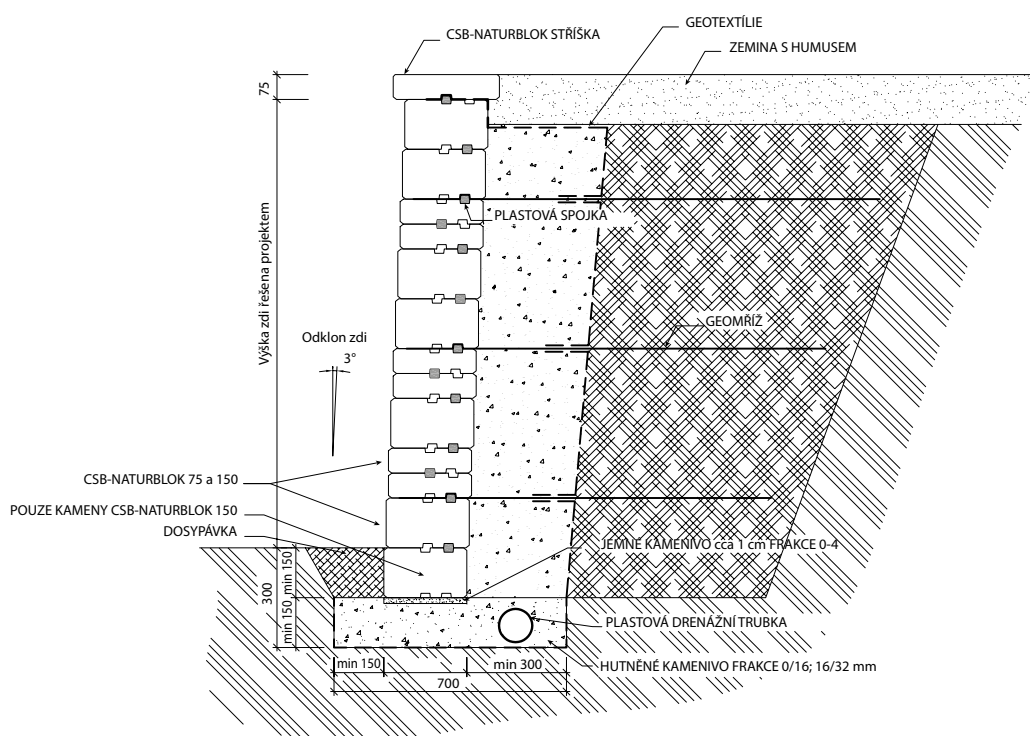 GEOTEXTÍLIE
CSB-NATURBLOK STŘÍŠKA
ZEMINA S HUMUSEM
75
PLASTOVÁ SPOJKA
Výška zdi řešena projektem
GEOMŘÍŽ
Odklon zdi
3°
CSB-NATURBLOK 75 a 150
POUZE KAMENY CSB-NATURBLOK 150
DOSYPÁVKA
JEMNÉ KAMENIVO cca 1 cm FRAKCE 0-4
300
min 150
min 150
PLASTOVÁ DRENÁŽNÍ TRUBKA
min 150
min 300
HUTNĚNÉ KAMENIVO FRAKCE 0/16; 16/32 mm
700